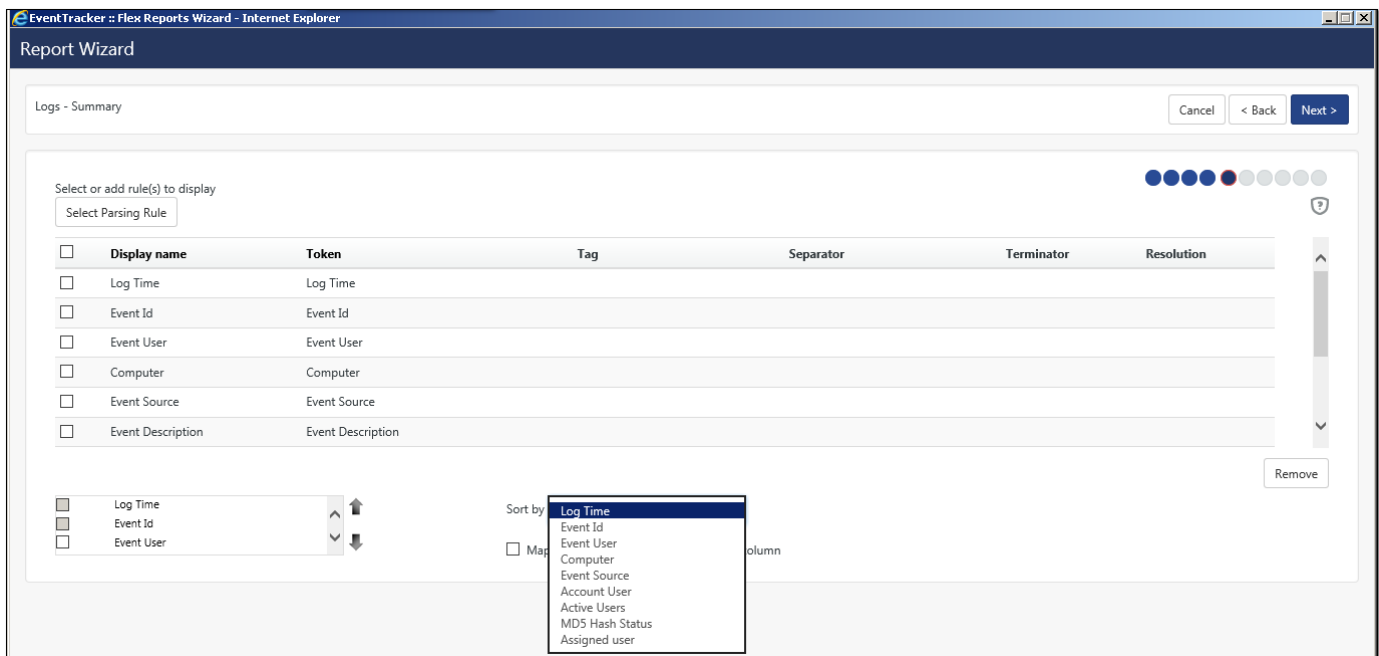 EventTracker :: Flex Reports Wizard - Internet Explorer
Report Wizard
Logs - Summary
Cancel
< Back
Next >
Select or add rule(s) to display
Select Parsing Rule
?
Display name Token Tag Separator Terminator Resolution
Log Time Log Time
Event Id Event Id
Event User Event User
Computer Computer
Event Source Event Source
Event Description Event Description
Remove
Log Time
Event Id
Event User
Sort by
Log Time
Event Id
Event User
Computer
Event Source
Account User
Active Users
MD5 Hash Status
Assigned user